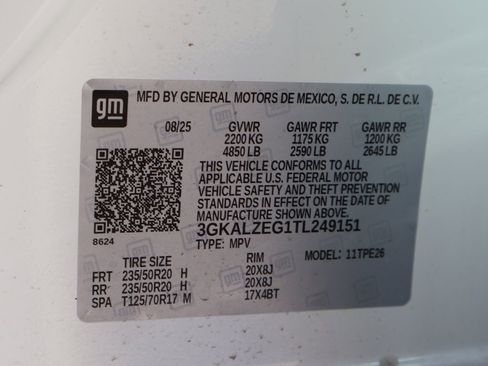 gm
MFD BY GENERAL MOTORS DE MEXICO, S. DE R.L. DE C.V.
08/25 GVWR GAWR FRT GAWR RR
2200 KG 1175 KG 1200 KG
4850 LB 2590 LB 2645 LB
THIS VEHICLE CONFORMS TO ALL
APPLICABLE U.S. FEDERAL MOTOR
VEHICLE SAFETY AND THEFT PREVENTION
STANDARDS IN EFFECT ON THE DATE OF
MANUFACTURE SHOWN ABOVE.
3GKALZEG1TL249151
8624 TYPE: MPV MODEL: 11TPE26
TIRE SIZE RIM
FRT 235/50R20 H 20X8J
RR 235/50R20 H 20X8J
SPA T125/70R17 M 17X4BT